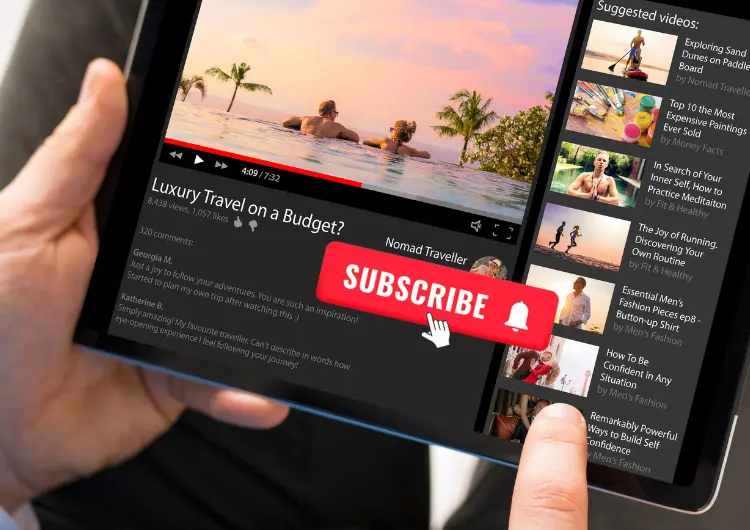 4:09 / 7:32
Luxury Travel on a Budget?
8,438 views, 1,057 likes
Nomad Traveller
SUBSCRIBE
320 comments:
Georgia M.
Just a joy to follow your adventures. You are such an inspiration!
Started to plan my own trip after watching this :)
Katherine B.
Simply amazing! My favourite traveller. Can't describe in words how
eye-opening experience I feel following your journey!
Suggested videos:
Exploring Sand
Dunes on Paddle
Board
by Nomad Traveller
Top 10 the Most
Expensive Paintings
Ever Sold
by Money Facts
In Search of Your
Inner Self, How to
Practice Meditaiton
by Fit & Healthy
The Joy of Running.
Discovering Your
Own Routine
by Fit & Healthy
Essential Men's
Fashion Pieces ep8 -
Button-up Shirt
by Men's Fashion
How To Be
Confident in Any
Situation
by Men's Fashion
Remarkably Powerful
Ways to Build Self
Confidence
by Men's Fashion